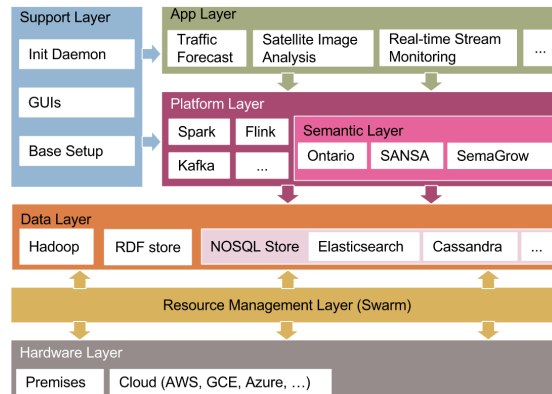 Support Layer
Init Daemon
GUIs
Base Setup
App Layer
Traffic
Forecast
Satellite Image
Analysis
Real-time Stream
Monitoring
...
Platform Layer
Spark
Flink
Kafka
...
Semantic Layer
Ontario
SANSA
SemaGrow
Data Layer
Hadoop
RDF store
NOSQL Store
Elasticsearch
Cassandra
...
Resource Management Layer (Swarm)
Hardware Layer
Premises
Cloud (AWS, GCE, Azure, …)